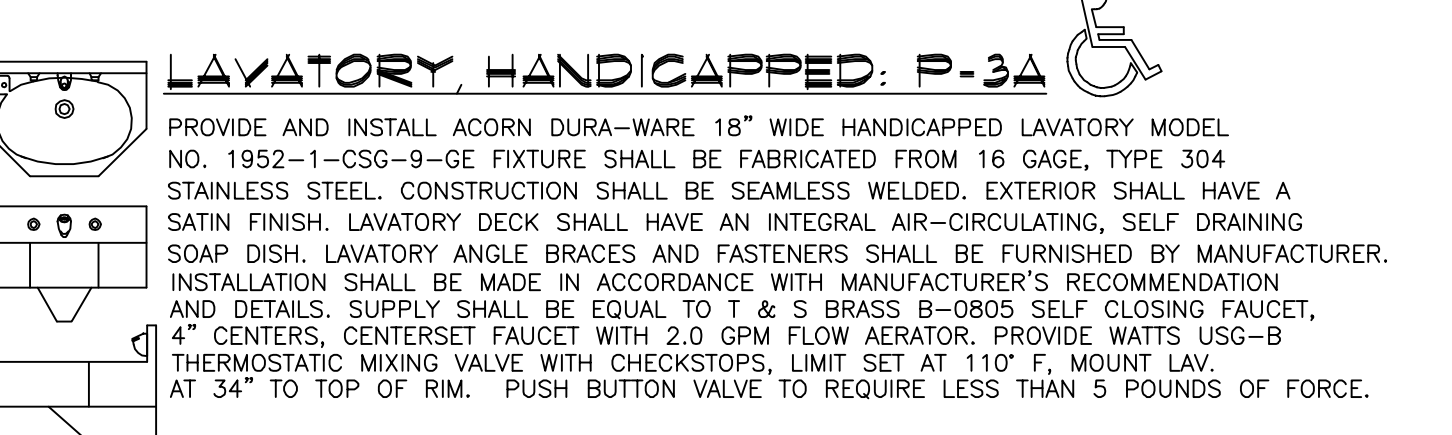 LAVATORY, HANDICAPPED: P-3A
PROVIDE AND INSTALL ACORN DURA-WARE 18" WIDE HANDICAPPED LAVATORY MODEL
NO. 1952-1-CSG-9-GE FIXTURE SHALL BE FABRICATED FROM 16 GAGE, TYPE 304
STAINLESS STEEL. CONSTRUCTION SHALL BE SEAMLESS WELDED. EXTERIOR SHALL HAVE A
SATIN FINISH. LAVATORY DECK SHALL HAVE AN INTEGRAL AIR-CIRCULATING, SELF DRAINING
SOAP DISH. LAVATORY ANGLE BRACES AND FASTENERS SHALL BE FURNISHED BY MANUFACTURER.
INSTALLATION SHALL BE MADE IN ACCORDANCE WITH MANUFACTURER'S RECOMMENDATION
AND DETAILS. SUPPLY SHALL BE EQUAL TO T & S BRASS B-0805 SELF CLOSING FAUCET,
4" CENTERS, CENTERSET FAUCET WITH 2.0 GPM FLOW AERATOR. PROVIDE WATTS USG-B
THERMOSTATIC MIXING VALVE WITH CHECKSTOPS, LIMIT SET AT 110° F, MOUNT LAV.
AT 34" TO TOP OF RIM. PUSH BUTTON VALVE TO REQUIRE LESS THAN 5 POUNDS OF FORCE.